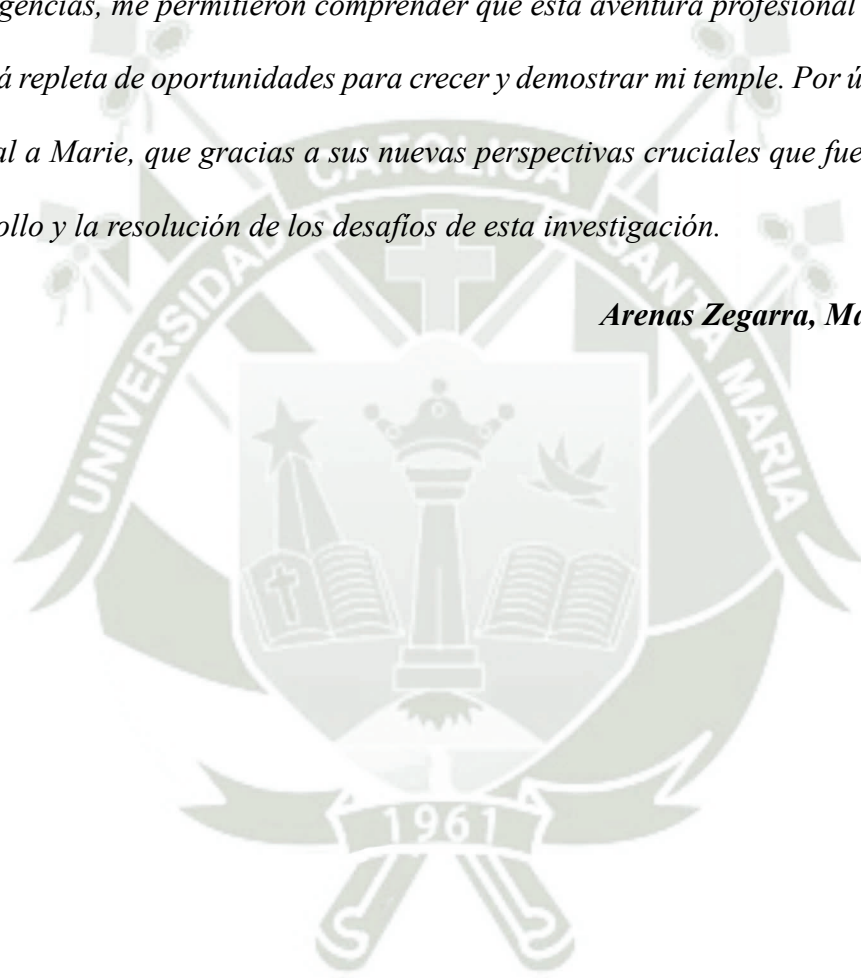 gencias, me permitieron comprender que esta aventura profesional
á repleta de oportunidades para crecer y demostrar mi temple. Por ú
al a Marie, que gracias a sus nuevas perspectivas cruciales que fue
ollo y la resolución de los desafíos de esta investigación.
Arenas Zegarra, Ma
UNIVERSIDAD CATOLICA SANTA MARIA
1961